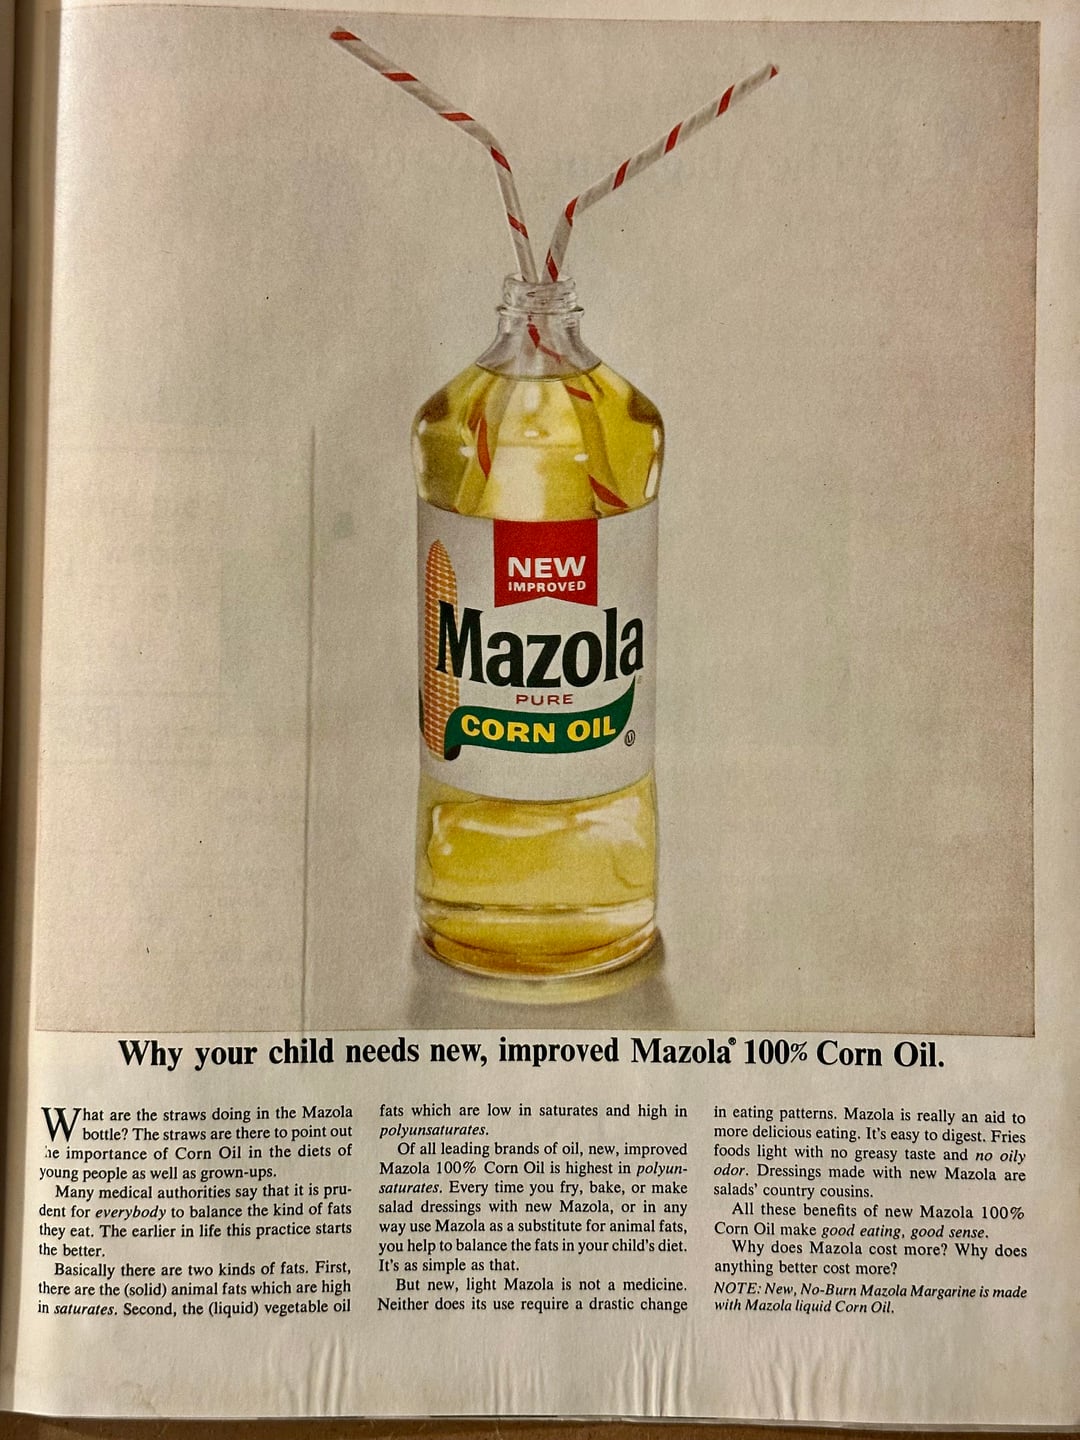 NEW
IMPROVED
Mazola
PURE
CORN OIL
Ⓤ
Why your child needs new, improved Mazola® 100% Corn Oil.
What are the straws doing in the Mazola
bottle? The straws are there to point out
he importance of Corn Oil in the diets of
young people as well as grown-ups.
Many medical authorities say that it is pru-
dent for everybody to balance the kind of fats
they eat. The earlier in life this practice starts
the better.
Basically there are two kinds of fats. First,
there are the (solid) animal fats which are high
in saturates. Second, the (liquid) vegetable oil
fats which are low in saturates and high in
polyunsaturates.
Of all leading brands of oil, new, improved
Mazola 100% Corn Oil is highest in polyun-
saturates. Every time you fry, bake, or make
salad dressings with new Mazola, or in any
way use Mazola as a substitute for animal fats,
you help to balance the fats in your child's diet.
It's as simple as that.
But new, light Mazola is not a medicine.
Neither does its use require a drastic change
in eating patterns. Mazola is really an aid to
more delicious eating. It's easy to digest. Fries
foods light with no greasy taste and no oily
odor. Dressings made with new Mazola are
salads' country cousins.
All these benefits of new Mazola 100%
Corn Oil make good eating, good sense.
Why does Mazola cost more? Why does
anything better cost more?
NOTE: New, No-Burn Mazola Margarine is made
with Mazola liquid Corn Oil.